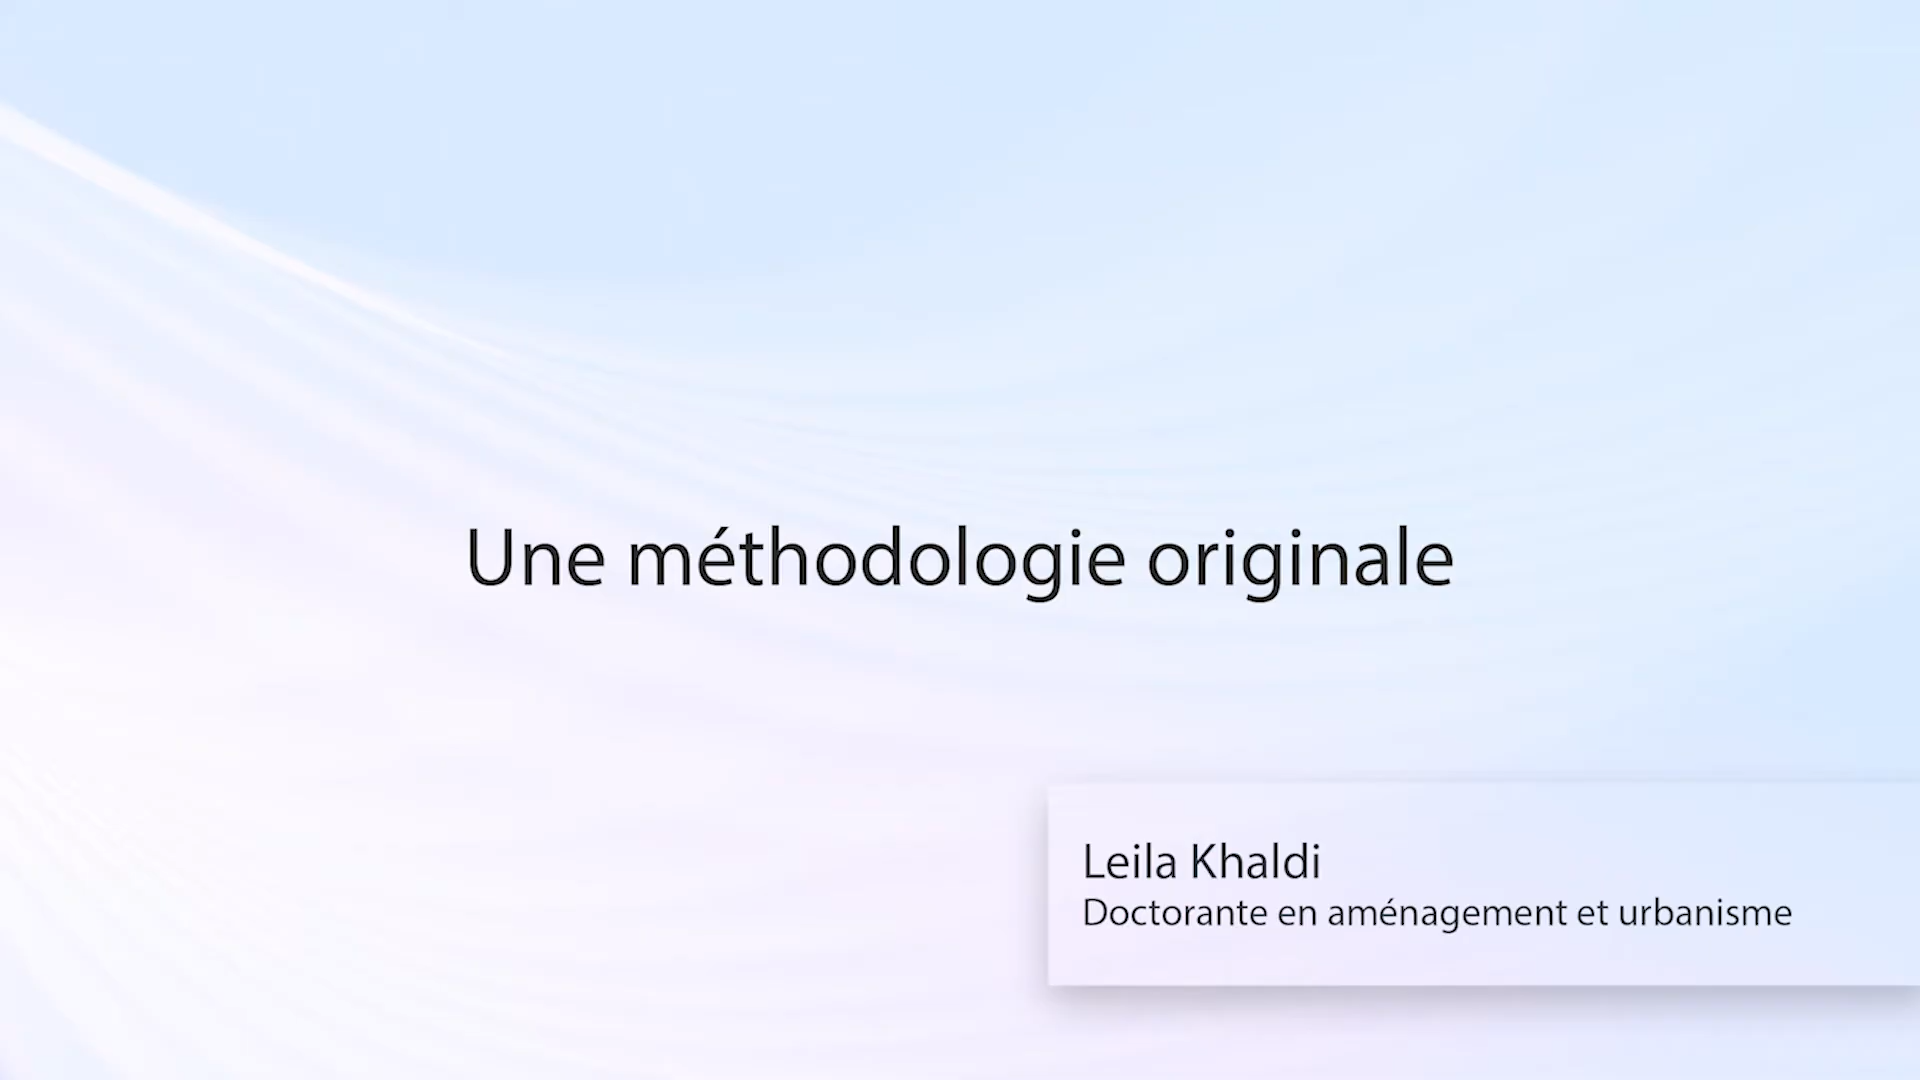 Une méthodologie originale
Leila Khaldi
Doctorante en aménagement et urbanisme